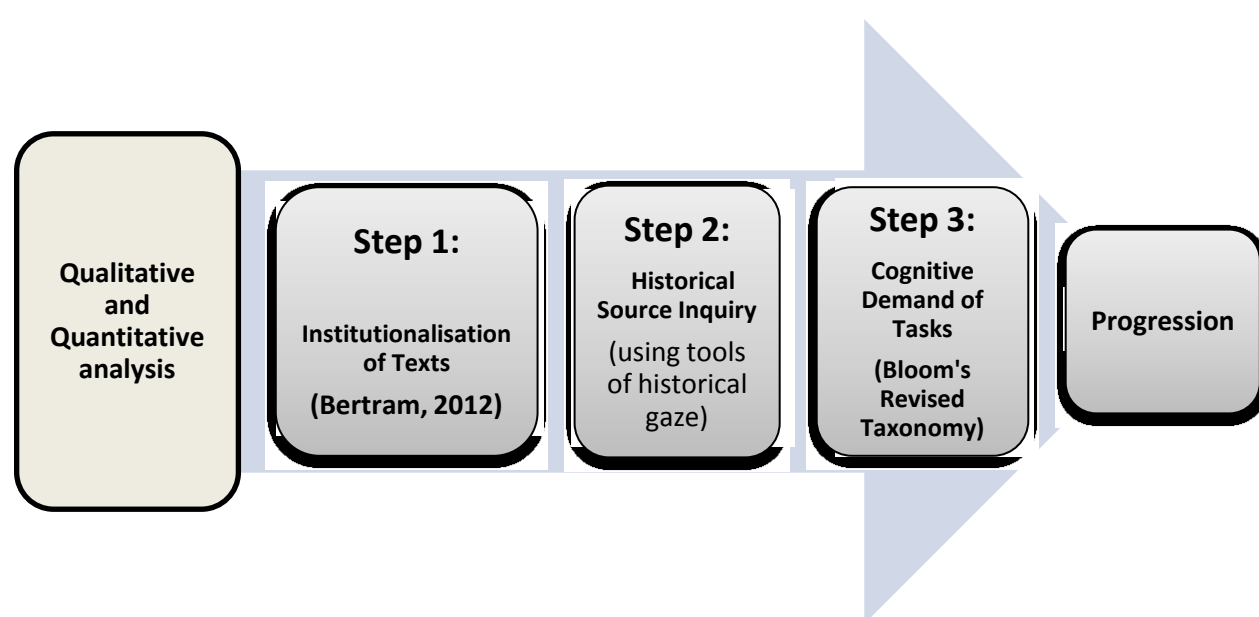 Qualitative
and
Quantitative
analysis
Step 1:
Institutionalisation
of Texts
(Bertram, 2012)
Step 2:
Historical
Source Inquiry
(using tools
of historical
gaze)
Step 3:
Cognitive
Demand of
Tasks
(Bloom's
Revised
Taxonomy)
Progression